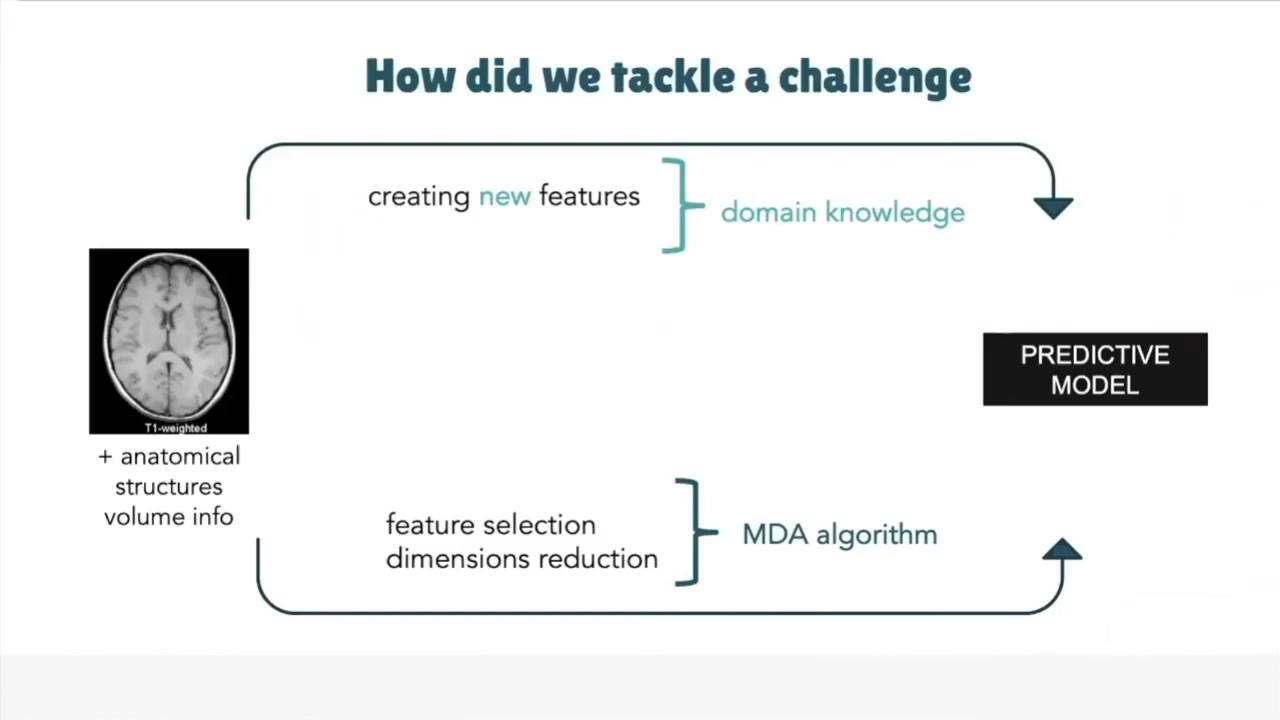 How did we tackle a challenge
creating new features
domain knowledge
T1-weighted
+ anatomical
structures
volume info
PREDICTIVE
MODEL
feature selection
dimensions reduction
MDA algorithm